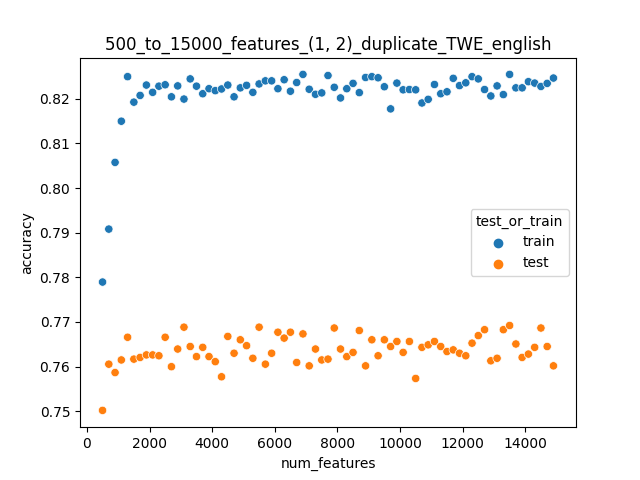 500_to_15000_features_(1, 2)_duplicate_TWE_english
accuracy
0.82
0.81
0.80
0.79
0.78
0.77
0.76
0.75
test_or_train
train
test
0
2000
4000
6000
8000
10000
12000
14000
num_features